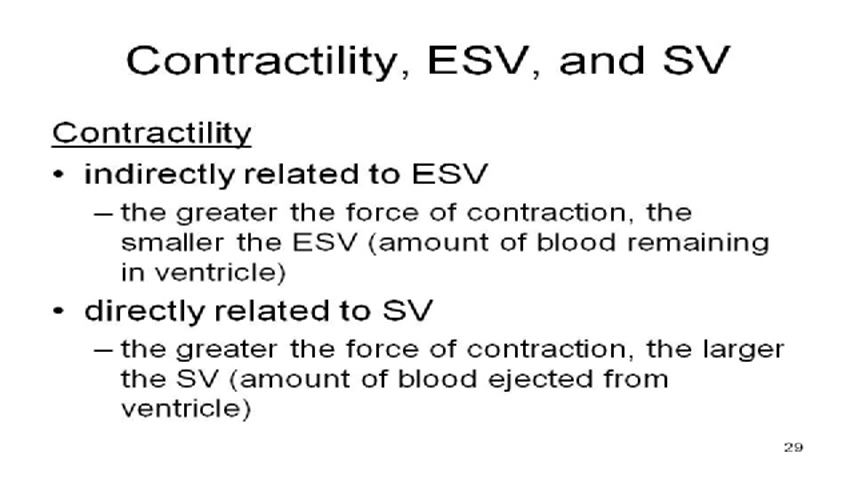 Contractility, ESV, and SV
Contractility
• indirectly related to ESV
– the greater the force of contraction, the
smaller the ESV (amount of blood remaining
in ventricle)
• directly related to SV
– the greater the force of contraction, the larger
the SV (amount of blood ejected from
ventricle)
29